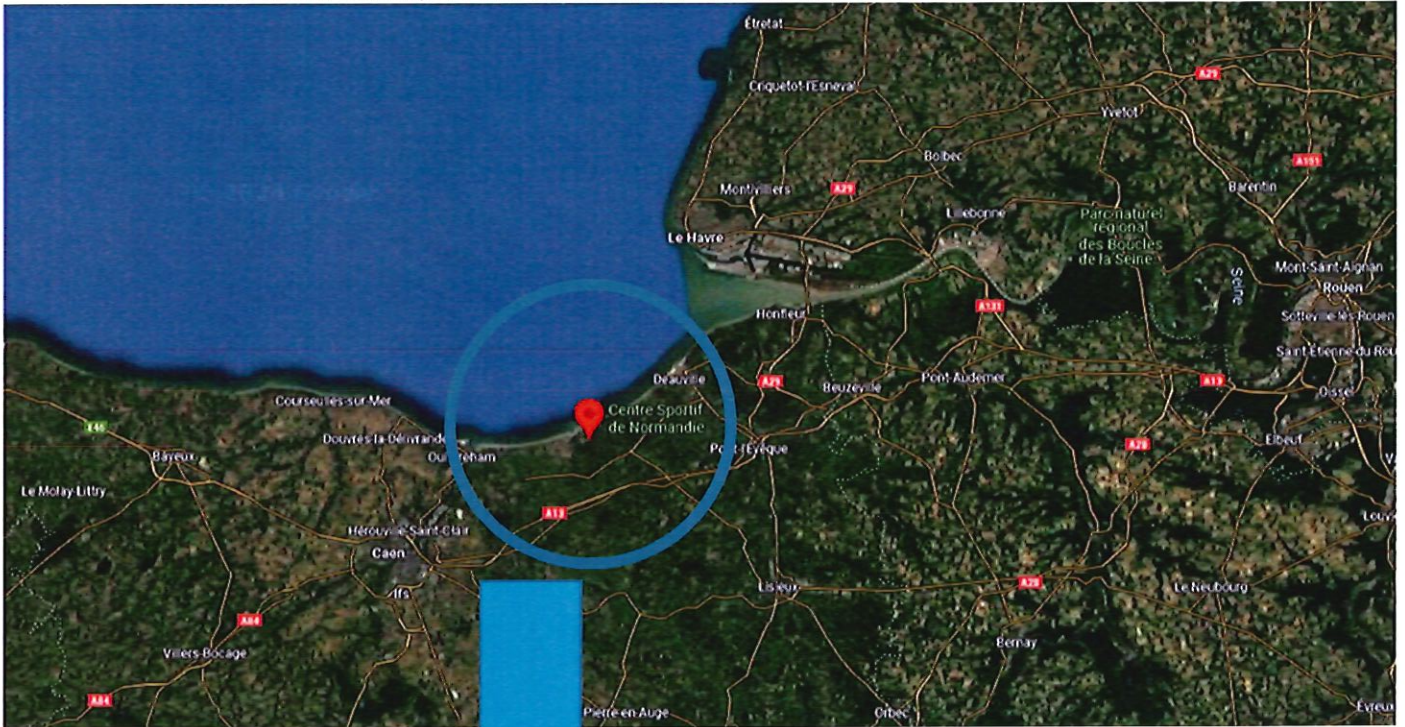 Étretat
Criquetot-l'Esneval
A29
Yvetot
Bolbec
A151
Montivilliers
A29
Barentin
Lillebonne
Parc naturel
régional
des Boucles
de la Seine
Le Havre
Mont-Saint-Aignan
Seine
Rouen
Honfleur
A131
Sotteville-lès-Rouen
Saint-Étienne-du-Rou
Deauville
A29
Beuzeville
Pont-Audemer
A13
Oissel
Courseulles-sur-Mer
Centre Sportif
de Normandie
E46
Douvres-la-Délivrande
Ouistreham
Pont-l'Évêque
A28
Elbeuf
Bayeux
Le Molay-Littry
A13
Louvi
Hérouville-Saint-Clair
Caen
Ifs
Lisieux
A28
Le Neubourg
A84
Villers-Bocage
Bernay
A84
Pierre-en-Auge
Orbec
Évreux